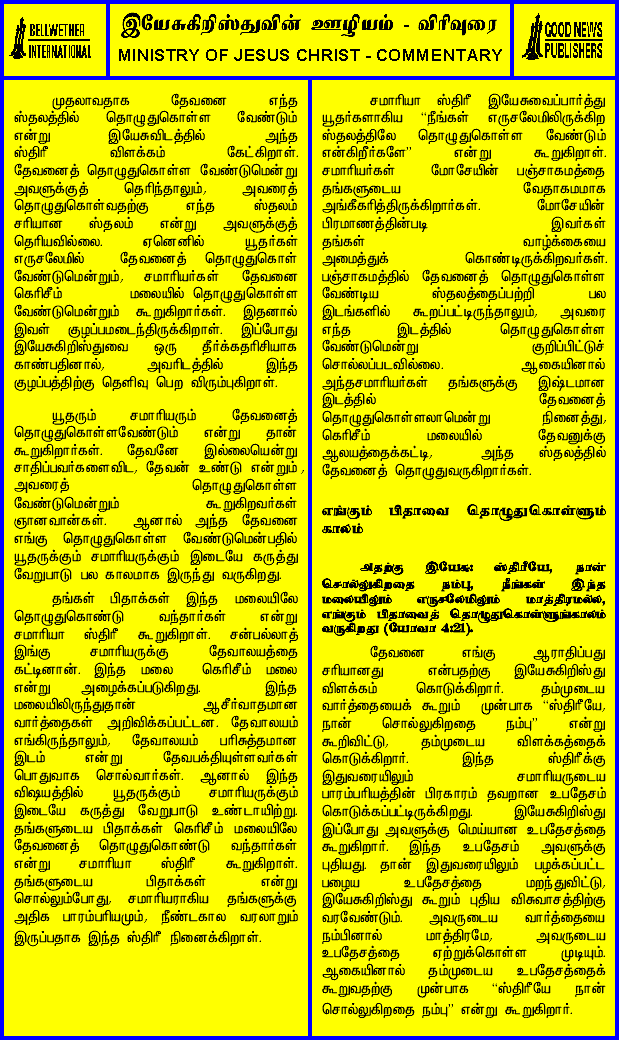 BELLWETHER
INTERNATIONAL
இயேசுகிறிஸ்துவின் ஊழியம் - விரிவுரை
MINISTRY OF JESUS CHRIST - COMMENTARY
GOOD NEWS
PUBLISHERS
முதலாவதாக தேவனை எந்த
ஸ்தலத்தில் தொழுதுகொள்ள வேண்டும்
என்று இயேசுவிடத்தில் அந்த
ஸ்திரீ விளக்கம் கேட்கிறாள்.
தேவனைத் தொழுதுகொள்ள வேண்டுமென்று
அவளுக்குத் தெரிந்தாலும், அவரைத்
தொழுதுகொள்வதற்கு எந்த ஸ்தலம்
சரியான ஸ்தலம் என்று அவளுக்குத்
தெரியவில்லை. ஏனெனில் யூதர்கள்
எருசலேமில் தேவனைத் தொழுதுகொள்
வேண்டுமென்றும், சமாரியர்கள் தேவனை
கெரிசீம் மலையில் தொழுதுகொள்ள
வேண்டுமென்றும் கூறுகிறார்கள். இதனால்
இவள் குழப்பமடைந்திருக்கிறாள். இப்போது
இயேசுகிறிஸ்துவை ஒரு தீர்க்கதரிசியாக
காண்பதினால், அவரிடத்தில் இந்த
குழப்பத்திற்கு தெளிவு பெற விரும்புகிறாள்.
யூதரும் சமாரியரும் தேவனைத்
தொழுதுகொள்ளவேண்டும் என்று தான்
கூறுகிறார்கள். தேவனே இல்லையென்று
சாதிப்பவர்களைவிட, தேவன் உண்டு என்றும்,
அவரைத் தொழுதுகொள்ள
வேண்டுமென்றும் கூறுகிறவர்கள்
ஞானவான்கள். ஆனால் அந்த தேவனை
எங்கு தொழுதுகொள்ள வேண்டுமென்பதில்
யூதருக்கும் சமாரியருக்கும் இடையே கருத்து
வேறுபாடு பல காலமாக இருந்து வருகிறது.
தங்கள் பிதாக்கள் இந்த மலையிலே
தொழுதுகொண்டு வந்தார்கள் என்று
சமாரியா ஸ்திரீ கூறுகிறாள். சன்பல்லாத்
இங்கு சமாரியருக்கு தேவாலயத்தை
கட்டினான். இந்த மலை கெரிசீம் மலை
என்று அழைக்கப்படுகிறது. இந்த
மலையிலிருந்துதான் ஆசீர்வாதமான
வார்த்தைகள் அறிவிக்கப்பட்டன. தேவாலயம்
எங்கிருந்தாலும், தேவாலயம் பரிசுத்தமான
இடம் என்று தேவபக்தியுள்ளவர்கள்
பொதுவாக சொல்வார்கள். ஆனால் இந்த
விஷயத்தில் யூதருக்கும் சமாரியருக்கும்
இடையே கருத்து வேறுபாடு உண்டாயிற்று.
தங்களுடைய பிதாக்கள் கெரிசீம் மலையிலே
தேவனைத் தொழுதுகொண்டு வந்தார்கள்
என்று சமாரியா ஸ்திரீ கூறுகிறாள்.
தங்களுடைய பிதாக்கள் என்று
சொல்லும்போது, சமாரியராகிய தங்களுக்கு
அதிக பாரம்பரியமும், நீண்டகால வரலாறும்
இருப்பதாக இந்த ஸ்திரீ நினைக்கிறாள்.
சமாரியா ஸ்திரீ இயேசுவைப்பார்த்து
யூதர்களாகிய "நீங்கள் எருசலேமிலிருக்கிற
ஸ்தலத்திலே தொழுதுகொள்ள வேண்டும்
என்கிறீர்களே" என்று கூறுகிறாள்.
சமாரியர்கள் மோசேயின் பஞ்சாகமத்தை
தங்களுடைய வேதாகமமாக
அங்கீகரித்திருக்கிறார்கள். மோசேயின்
பிரமாணத்தின்படி இவர்கள்
தங்கள் வாழ்க்கையை
அமைத்துக் கொண்டிருக்கிறவர்கள்.
பஞ்சாகமத்தில் தேவனைத் தொழுதுகொள்ள
வேண்டிய ஸ்தலத்தைப்பற்றி பல
இடங்களில் கூறப்பட்டிருந்தாலும், அவரை
எந்த இடத்தில் தொழுதுகொள்ள
வேண்டுமென்று குறிப்பிட்டுச்
சொல்லப்படவில்லை. ஆகையினால்
அந்தசமாரியர்கள் தங்களுக்கு இஷ்டமான
இடத்தில் தேவனைத்
தொழுதுகொள்ளலாமென்று நினைத்து,
கெரிசீம் மலையில் தேவனுக்கு
ஆலயத்தைக்கட்டி, அந்த ஸ்தலத்தில்
தேவனைத் தொழுதுவருகிறார்கள்.
எங்கும் பிதாவை தொழுதுகொள்ளும்
காலம்
அதற்கு இயேசு: ஸ்திரீயே, நான்
சொல்லுகிறதை நம்பு, நீங்கள் இந்த
மலையிலும் எருசலேமிலும் மாத்திரமல்ல,
எங்கும் பிதாவைத் தொழுதுகொள்ளுங்காலம்
வருகிறது (யோவா 4:21).
தேவனை எங்கு ஆராதிப்பது
சரியானது என்பதற்கு இயேசுகிறிஸ்து
விளக்கம் கொடுக்கிறார். தம்முடைய
வார்த்தையைக் கூறும் முன்பாக "ஸ்திரீயே,
நான் சொல்லுகிறதை நம்பு" என்று
கூறிவிட்டு, தம்முடைய விளக்கத்தைக்
கொடுக்கிறார். இந்த ஸ்திரீக்கு
இதுவரையிலும் சமாரியருடைய
பாரம்பரியத்தின் பிரகாரம் தவறான உபதேசம்
கொடுக்கப்பட்டிருக்கிறது. இயேசுகிறிஸ்து
இப்போது அவளுக்கு மெய்யான உபதேசத்தை
கூறுகிறார். இந்த உபதேசம் அவளுக்கு
புதியது. தான் இதுவரையிலும் பழக்கப்பட்ட
பழைய உபதேசத்தை மறந்துவிட்டு,
இயேசுகிறிஸ்து கூறும் புதிய விசுவாசத்திற்கு
வரவேண்டும். அவருடைய வார்த்தையை
நம்பினால் மாத்திரமே, அவருடைய
உபதேசத்தை ஏற்றுக்கொள்ள முடியும்.
ஆகையினால் தம்முடைய உபதேசத்தைக்
கூறுவதற்கு முன்பாக "ஸ்திரீயே நான்
சொல்லுகிறதை நம்பு" என்று கூறுகிறார்.